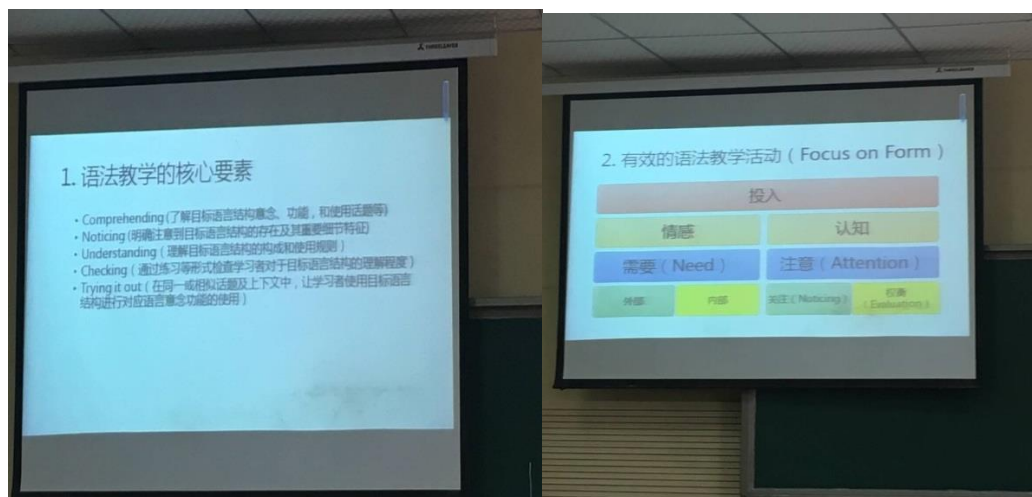 1. 语法教学的核心要素
• Comprehending (了解目标语言结构意念、功能，和使用话题等)
• Noticing (明确注意到目标语言结构的存在及其重要细节特征)
• Understanding（理解目标语言结构的构成和使用规则）
• Checking（通过练习等形式检查学习者对于目标语言结构的理解程度）
• Trying it out（在同一或相似话题及上下文中，让学习者使用目标语言
结构进行对应语言意念功能的使用）
2. 有效的语法教学活动（Focus on Form）
投入
情感 认知
需要（Need） 注意（Attention）
外部 内部 关注（Noticing） 权衡
（Evaluation）